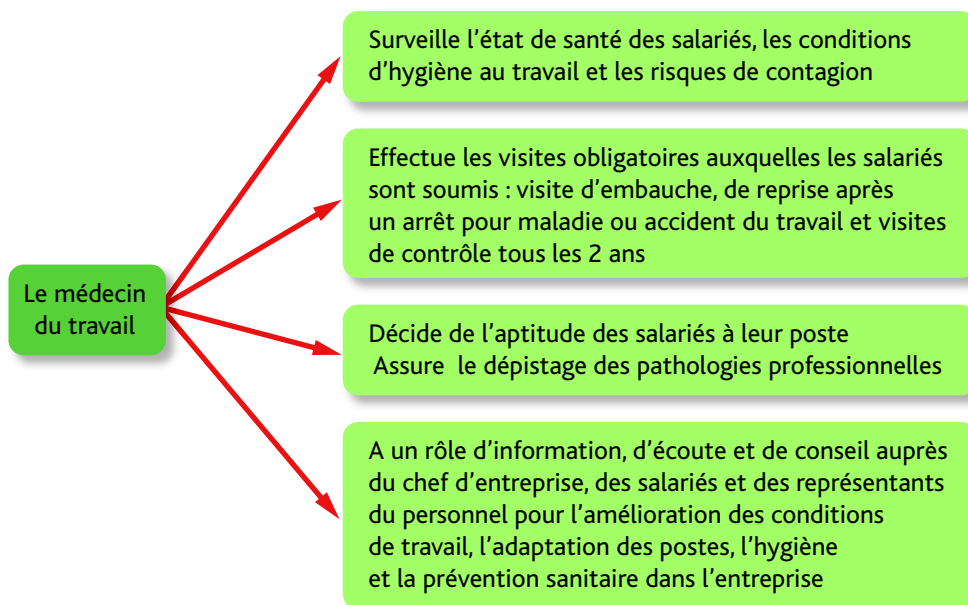 Surveille l'état de santé des salariés, les conditions
d'hygiène au travail et les risques de contagion
Effectue les visites obligatoires auxquelles les salariés
sont soumis : visite d'embauche, de reprise après
un arrêt pour maladie ou accident du travail et visites
de contrôle tous les 2 ans
Le médecin
du travail
Décide de l'aptitude des salariés à leur poste
Assure le dépistage des pathologies professionnelles
A un rôle d'information, d'écoute et de conseil auprès
du chef d'entreprise, des salariés et des représentants
du personnel pour l'amélioration des conditions
de travail, l'adaptation des postes, l'hygiène
et la prévention sanitaire dans l'entreprise